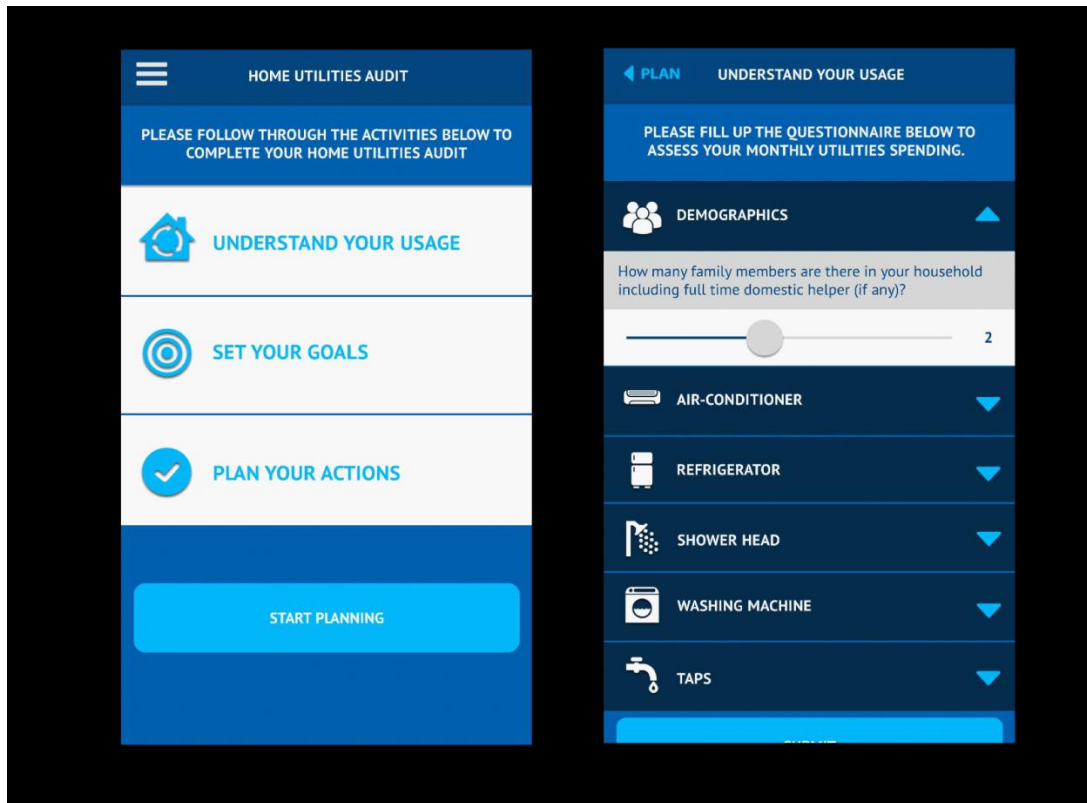 HOME UTILITIES AUDIT
PLEASE FOLLOW THROUGH THE ACTIVITIES BELOW TO
COMPLETE YOUR HOME UTILITIES AUDIT
UNDERSTAND YOUR USAGE
SET YOUR GOALS
PLAN YOUR ACTIONS
START PLANNING
PLAN
UNDERSTAND YOUR USAGE
PLEASE FILL UP THE QUESTIONNAIRE BELOW TO
ASSESS YOUR MONTHLY UTILITIES SPENDING.
DEMOGRAPHICS
How many family members are there in your household
including full time domestic helper (if any)?
2
AIR-CONDITIONER
REFRIGERATOR
SHOWER HEAD
WASHING MACHINE
TAPS
SUBMIT